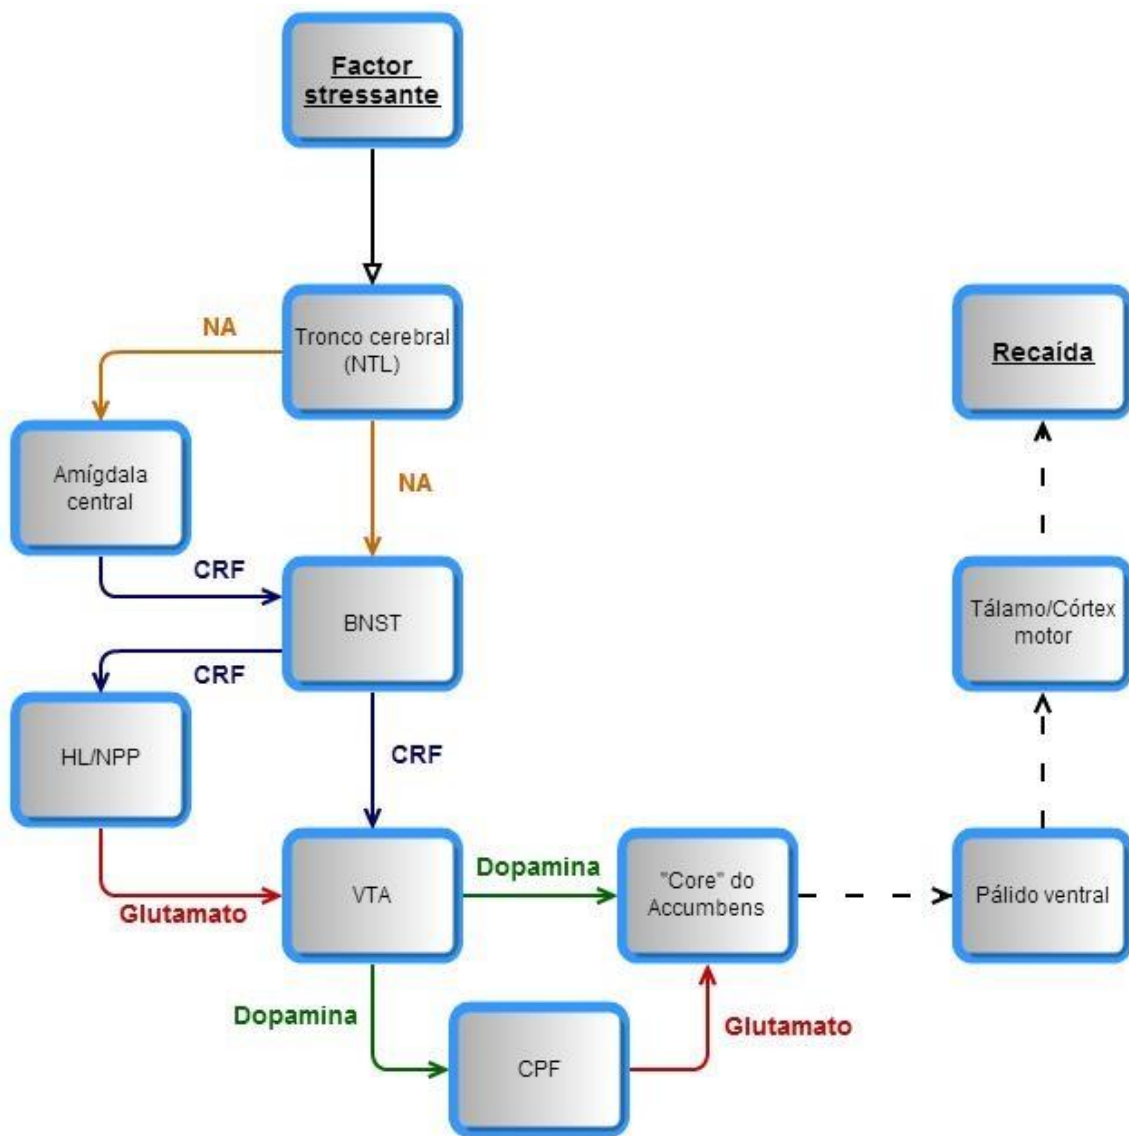 Factor
stressante
NA
Tronco cerebral
(NTL)
Recaída
Amígdala
central
NA
CRF
BNST
Tálamo/Córtex
motor
CRF
HL/NPP
CRF
Dopamina
Glutamato
VTA
"Core" do
Accumbens
Pálido ventral
Dopamina
Glutamato
CPF